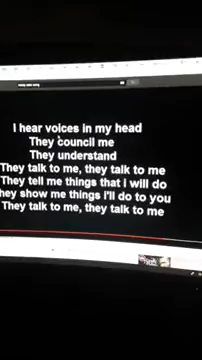 I hear voices in my head
They council me
They understand
They talk to me, they talk to me
They tell me things that i will do
hey show me things I'll do to you
They talk to me, they talk to me